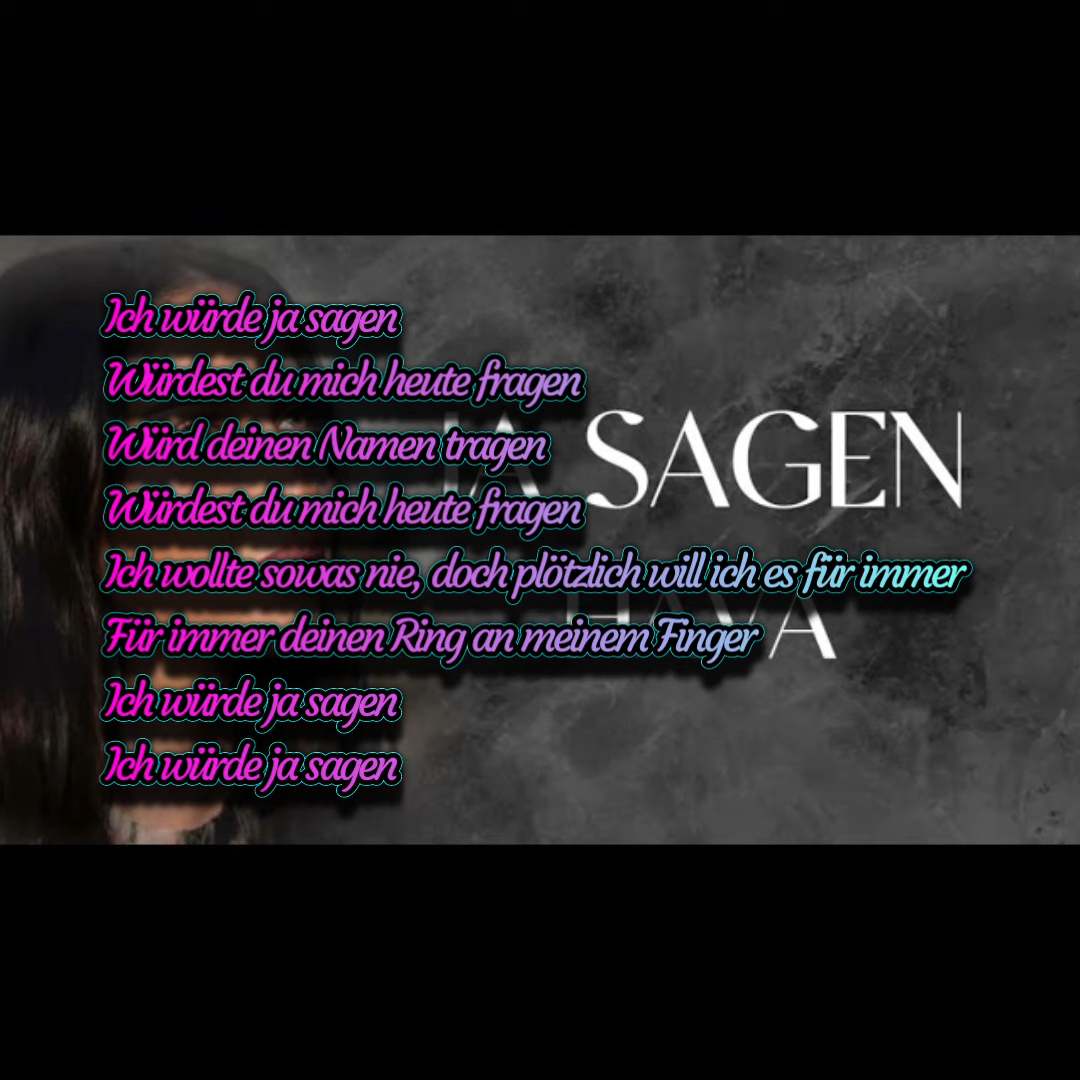 Ich würde ja sagen
Würdest du mich heute fragen
Würd deinen Namen tragen
JA SAGEN
Würdest du mich heute fragen
Ich wollte sowas nie, doch plötzlich will ich es für immer
HAVA
Für immer deinen Ring an meinem Finger
Ich würde ja sagen
Ich würde ja sagen